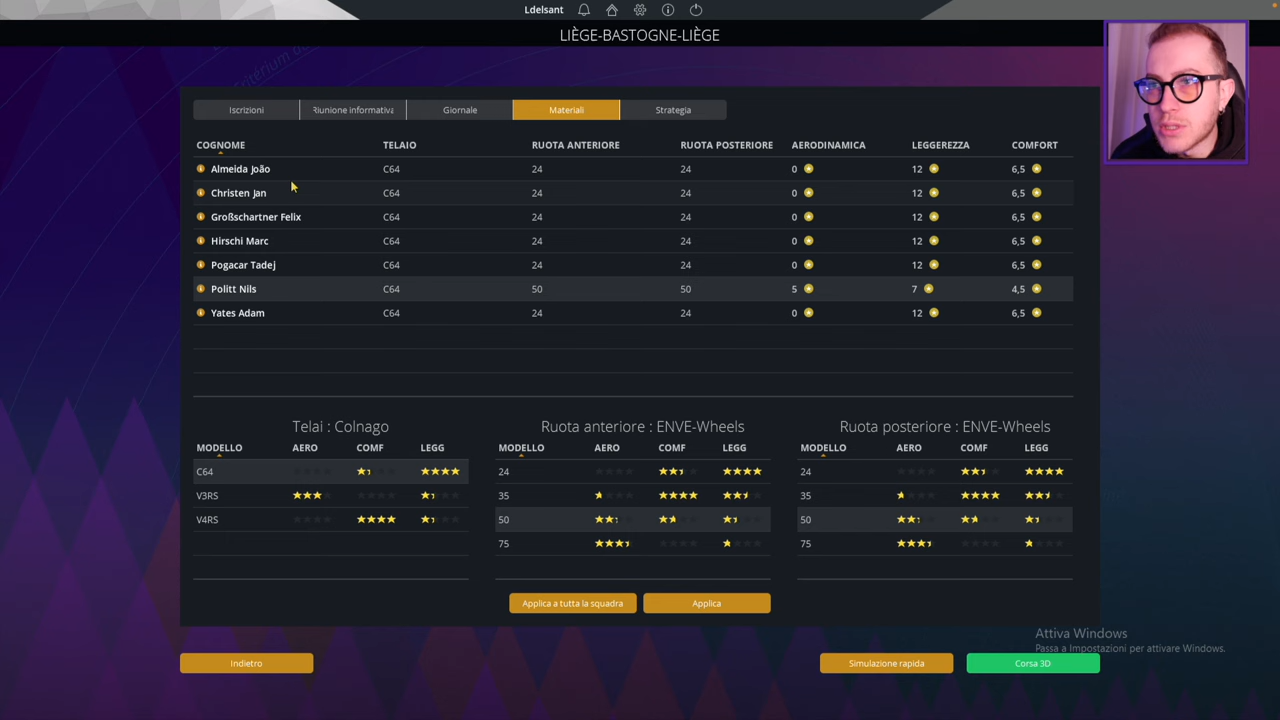 Ldelsant
LIÈGE-BASTOGNE-LIÈGE
Iscrizioni Riunione informativa Giornale Materiali Strategia
COGNOME TELAIO RUOTA ANTERIORE RUOTA POSTERIORE AERODINAMICA LEGGEREZZA COMFORT
Almeida João C64 24 24 0 12 6,5
Christen Jan C64 24 24 0 12 6,5
Großschartner Felix C64 24 24 0 12 6,5
Hirschi Marc C64 24 24 0 12 6,5
Pogacar Tadej C64 24 24 0 12 6,5
Politt Nils C64 50 50 5 7 4,5
Yates Adam C64 24 24 0 12 6,5
Telai : Colnago
MODELLO AERO COMF LEGG
C64
V3RS
V4RS
Ruota anteriore : ENVE-Wheels
MODELLO AERO COMF LEGG
24
35
50
75
Ruota posteriore : ENVE-Wheels
MODELLO AERO COMF LEGG
24
35
50
75
Applica a tutta la squadra Applica
Attiva Windows
Passa a Impostazioni per attivare Windows.
Indietro Simulazione rapida Corsa 3D